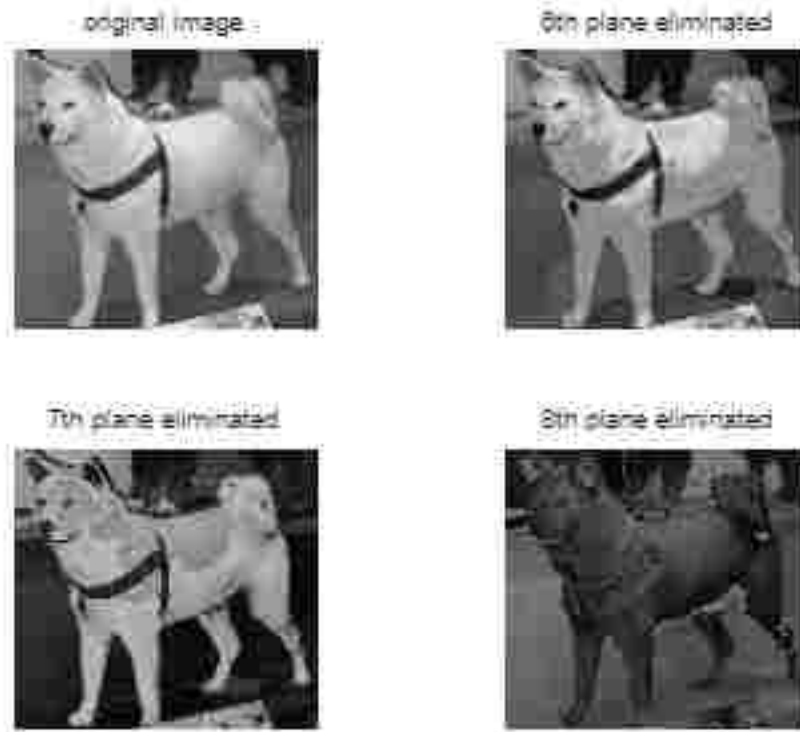 original image
6th plane eliminated
7th plane eliminated
8th plane eliminated